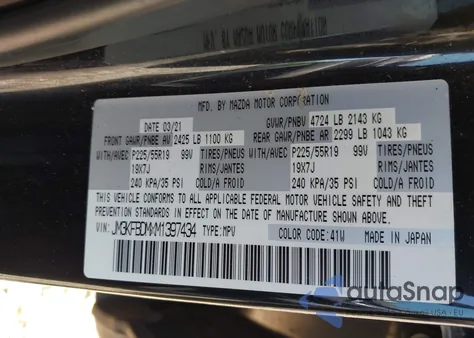 MFD. BY MAZDA MOTOR CORPORATION
DATE 03/21
GVWR/PNBV 4724 LB 2143 KG
FRONT GAWR/PNBE AV 2425 LB 1100 KG
REAR GAWR/PNBE AR 2299 LB 1043 KG
WITH/AVEC P225/55R19 99V TIRES/PNEUS
19X7J RIMS/JANTES
240 KPA/35 PSI COLD/A FROID
WITH/AVEC P225/55R19 99V TIRES/PNEUS
19X7J RIMS/JANTES
240 KPA/35 PSI COLD/A FROID
THIS VEHICLE CONFORMS TO ALL APPLICABLE FEDERAL MOTOR VEHICLE SAFETY AND THEFT
PREVENTION STANDARDS IN EFFECT ON THE DATE OF MANUFACTURE SHOWN ABOVE.
VIN: TYPE: MPV
COLOR CODE: 41W MADE IN JAPAN
autoSnap